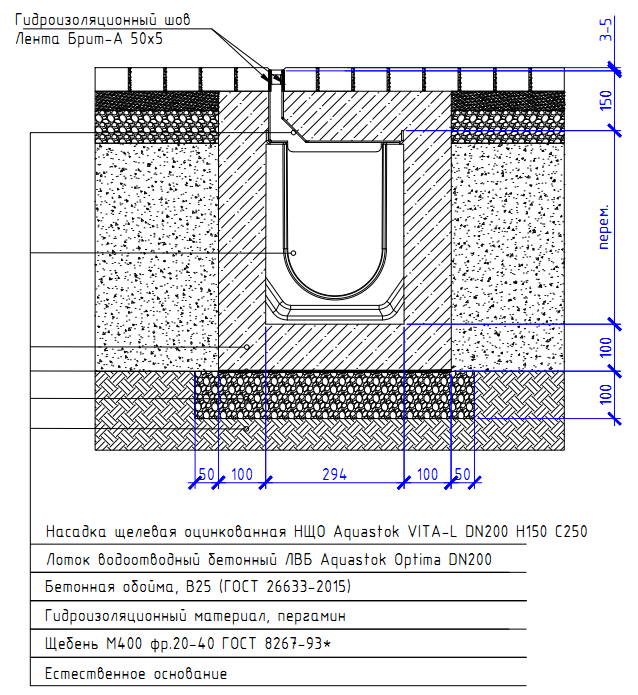 Гидроизоляционный шов
Лента Брит-А 50х5
3-5
150
перем.
100
100
50
100
294
100
50
Насадка щелевая оцинкованная НЩО Aquastok VITA-L DN200 H150 C250
Лоток водоотводный бетонный ЛВБ Aquastok Optima DN200
Бетонная обойма, В25 (ГОСТ 26633-2015)
Гидроизоляционный материал, пергамин
Щебень М400 фр.20-40 ГОСТ 8267-93*
Естественное основание